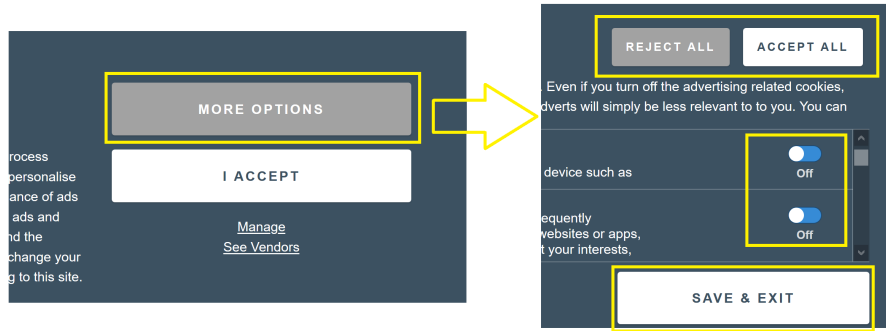 MORE OPTIONS
I ACCEPT
Manage
See Vendors
rocess
personalise
ance of ads
ads and
nd the
change your
g to this site.
REJECT ALL
ACCEPT ALL
. Even if you turn off the advertising related cookies,
dverts will simply be less relevant to to you. You can
device such as
Off
equently
websites or apps,
t your interests,
Off
SAVE & EXIT